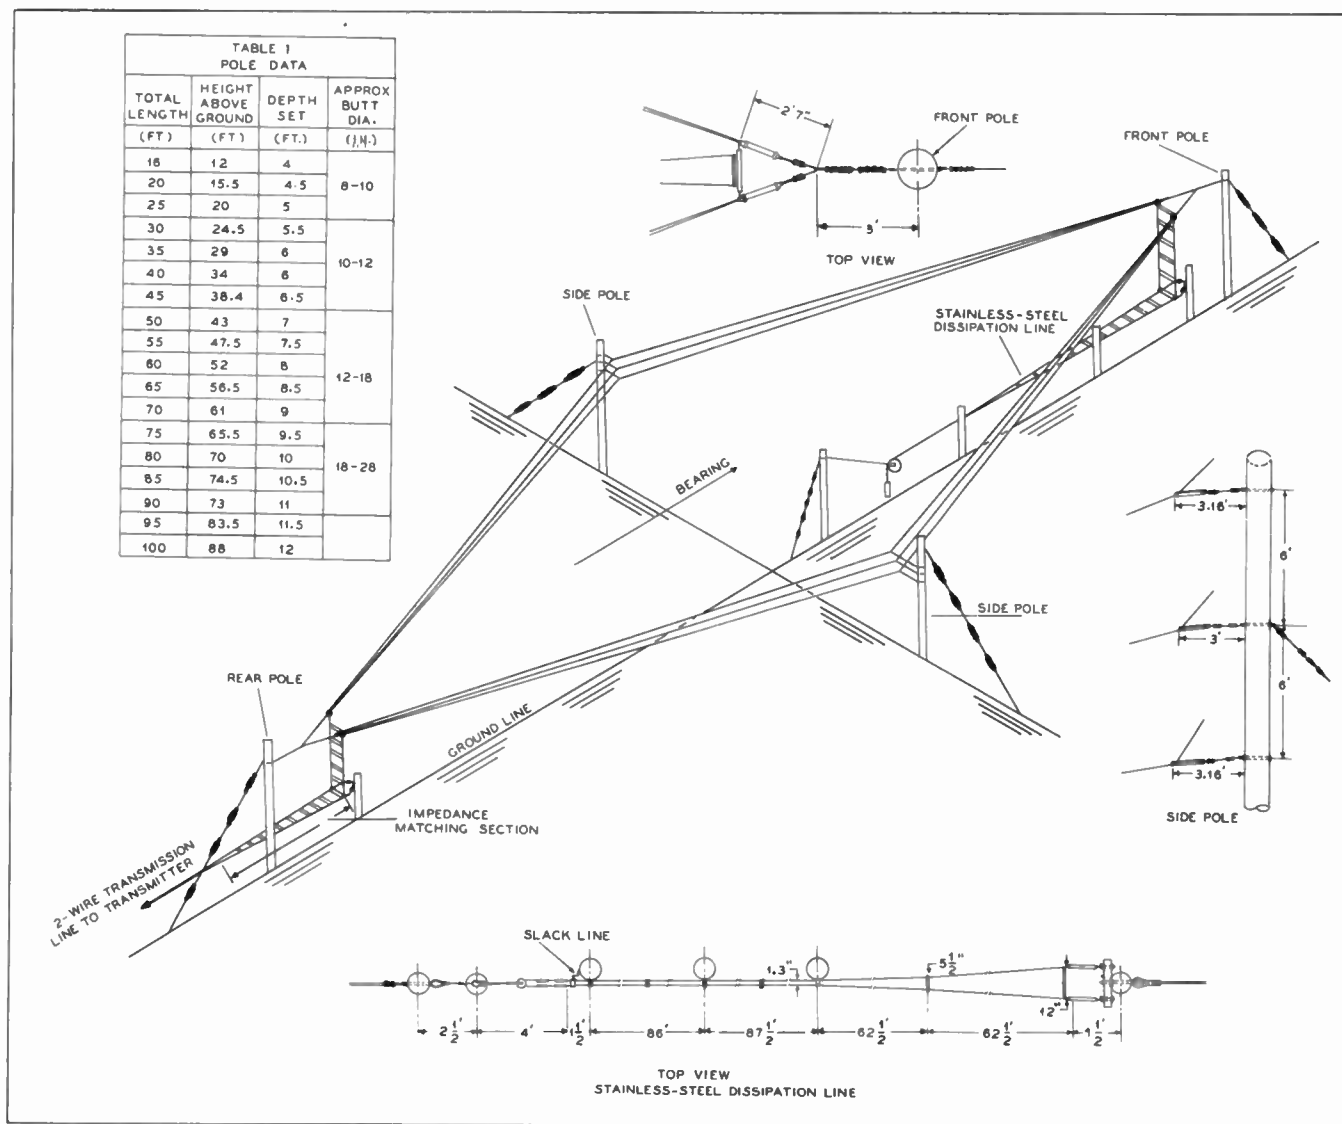 TABLE 1
POLE DATA
TOTAL LENGTH (FT) HEIGHT ABOVE GROUND (FT) DEPTH SET (FT.) APPROX BUTT DIA. (IN.)
16 12 4
20 15.5 4.5 8-10
25 20 5
30 24.5 5.5
35 29 6 10-12
40 34 6
45 38.4 6.5
50 43 7
55 47.5 7.5
60 52 8 12-18
65 56.5 8.5
70 61 9
75 65.5 9.5
80 70 10 18-28
85 74.5 10.5
90 73 11
95 83.5 11.5
100 88 12
2'7"
FRONT POLE
3'
TOP VIEW
FRONT POLE
SIDE POLE
STAINLESS-STEEL
DISSIPATION LINE
BEARING
3.16'
6'
3'
6'
3.16'
SIDE POLE
SIDE POLE
REAR POLE
GROUND LINE
IMPEDANCE
MATCHING SECTION
2-WIRE TRANSMISSION
LINE TO TRANSMITTER
SLACK LINE
1.3"
5 1/2"
12"
2 1/2' 4' 1 1/2' 86' 87 1/2' 62 1/2' 62 1/2' 1 1/2'
TOP VIEW
STAINLESS-STEEL DISSIPATION LINE